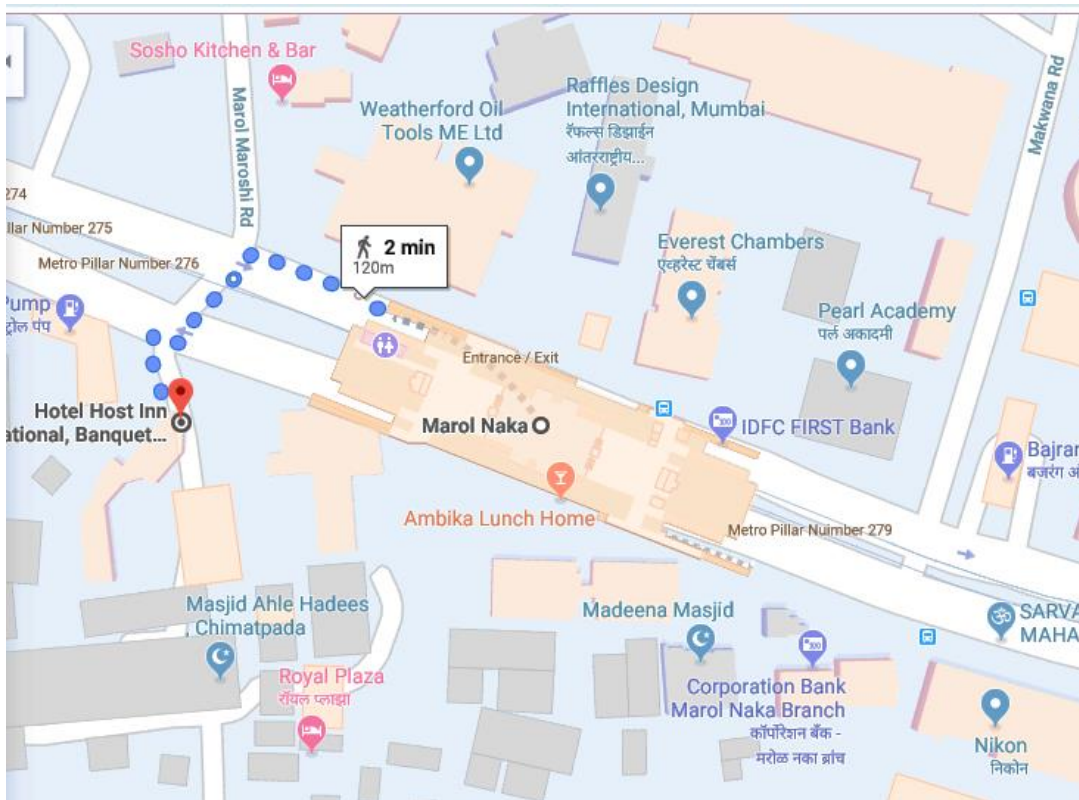 Sosho Kitchen & Bar
Marol Maroshi Rd
Weatherford Oil
Tools ME Ltd
Raffles Design
International, Mumbai
रॅफल्स डिझाईन
आंतरराष्ट्रीय...
Makwana Rd
274
llar Number 275
Metro Pillar Number 276
2 min
120m
Everest Chambers
एव्हरेस्ट चेंबर्स
Pump
ट्रोल पंप
Pearl Academy
पर्ल अकादमी
Entrance / Exit
Hotel Host Inn
ational, Banquet...
Marol Naka
IDFC FIRST Bank
Bajran
बजरंग अं
Ambika Lunch Home
Metro Pillar Nuimber 279
Masjid Ahle Hadees
, Chimatpada
Madeena Masjid
SARVA
MAHA
Royal Plaza
रॉयल प्लाझा
Corporation Bank
Marol Naka Branch
कॉर्पोरेशन बँक -
मरोळ नका ब्रांच
Nikon
निकोन